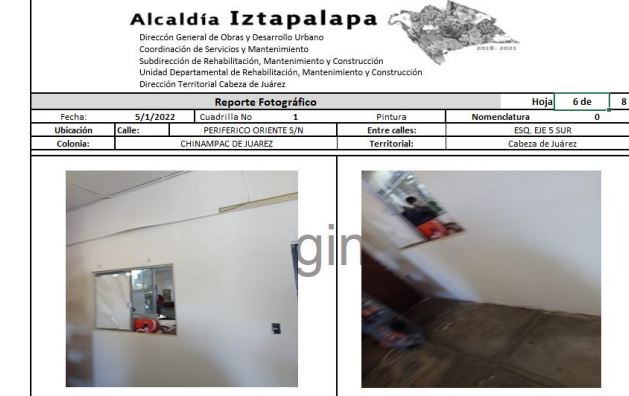 Alcaldía Iztapalapa
2018- 2021
Direccón General de Obras y Desarrollo Urbano
Coordinación de Servicios y Mantenimiento
Subdirección de Rehabilitación, Mantenimiento y Construcción
Unidad Departamental de Rehabilitación, Mantenimiento y Construcción
Dirección Territorial Cabeza de Juárez
Reporte Fotográfico Hoja 6 de 8
Fecha: 5/1/2022 Cuadrilla No 1 Pintura Nomenclatura 0
Ubicación Calle: PERIFERICO ORIENTE S/N Entre calles: ESQ. EJE 5 SUR
Colonia: CHINAMPAC DE JUAREZ Territorial: Cabeza de Juárez
gin